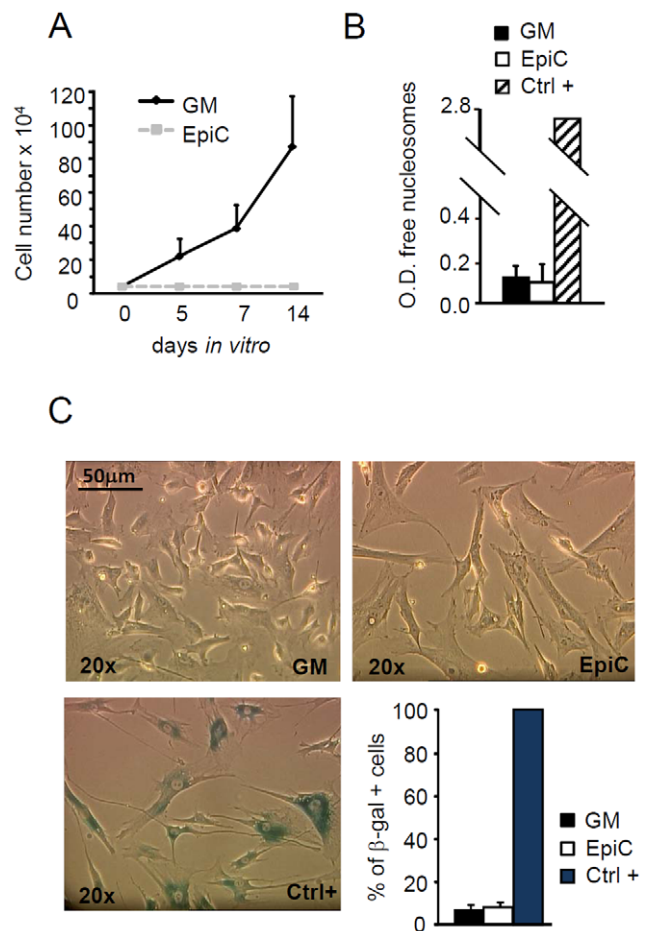 A
Cell number x 10⁴
120
100
80
60
40
20
0
GM
EpiC
0 5 7 14
days in vitro
B
GM
EpiC
Ctrl +
O.D. free nucleosomes
2.8
0.4
0.2
0.0
C
50µm
20x GM
20x EpiC
20x Ctrl+
% of β-gal + cells
100
80
60
40
20
0
GM
EpiC
Ctrl +